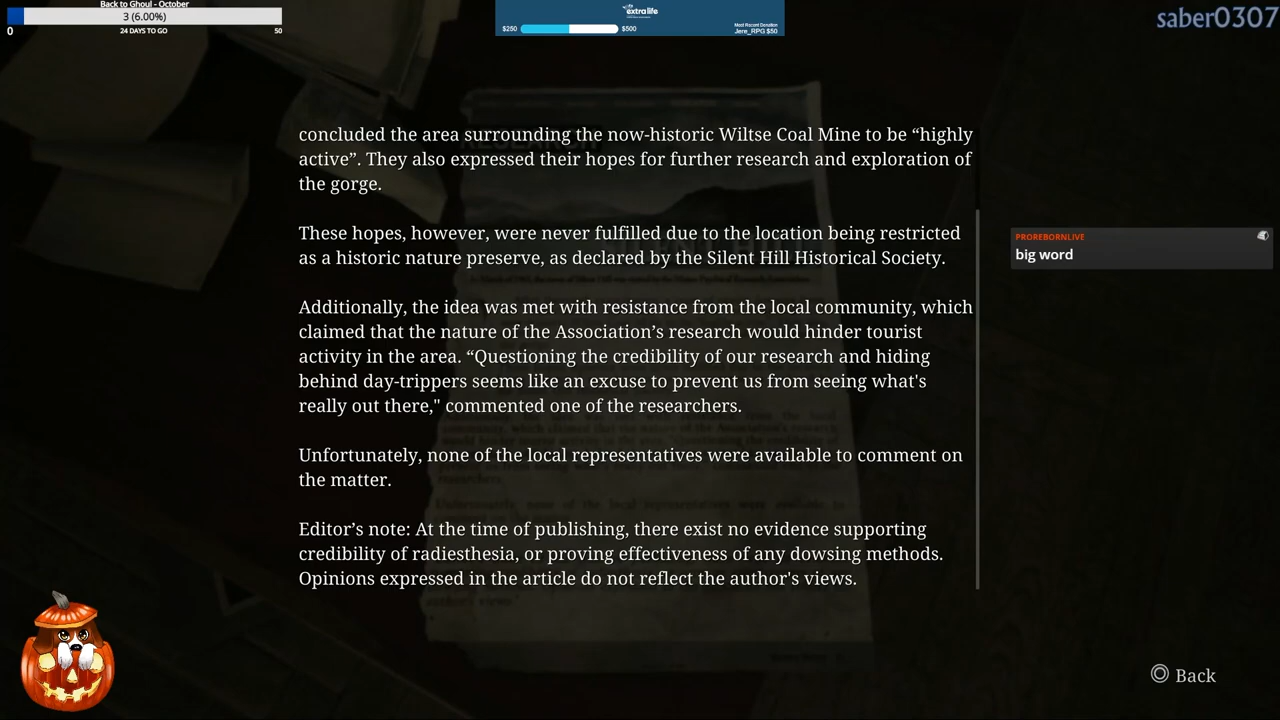 Back to Ghoul - October
3 (6.00%)
0
24 DAYS TO GO
50
extralife
$250
$500
Most Recent Donation
Jere_RPG $50
saber0307
concluded the area surrounding the now-historic Wiltse Coal Mine to be “highly
active”. They also expressed their hopes for further research and exploration of
the gorge.
These hopes, however, were never fulfilled due to the location being restricted
as a historic nature preserve, as declared by the Silent Hill Historical Society.
PROREBORNLIVE
big word
Additionally, the idea was met with resistance from the local community, which
claimed that the nature of the Association’s research would hinder tourist
activity in the area. “Questioning the credibility of our research and hiding
behind day-trippers seems like an excuse to prevent us from seeing what's
really out there," commented one of the researchers.
Unfortunately, none of the local representatives were available to comment on
the matter.
Editor’s note: At the time of publishing, there exist no evidence supporting
credibility of radiesthesia, or proving effectiveness of any dowsing methods.
Opinions expressed in the article do not reflect the author's views.
Back